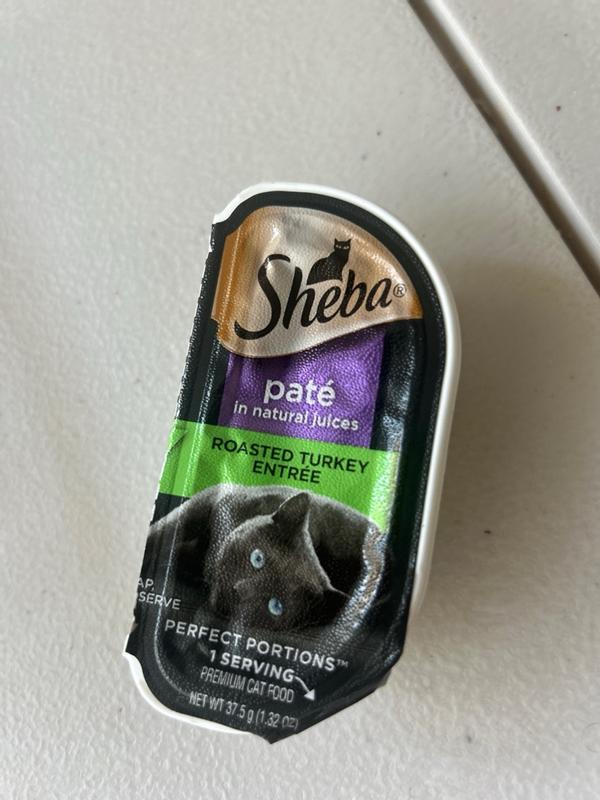 Sheba®
paté
in natural juices
ROASTED TURKEY
ENTRÉE
AP,
SERVE
PERFECT PORTIONS™
1 SERVING
PREMIUM CAT FOOD
NET WT 37.5 g (1.32 OZ)